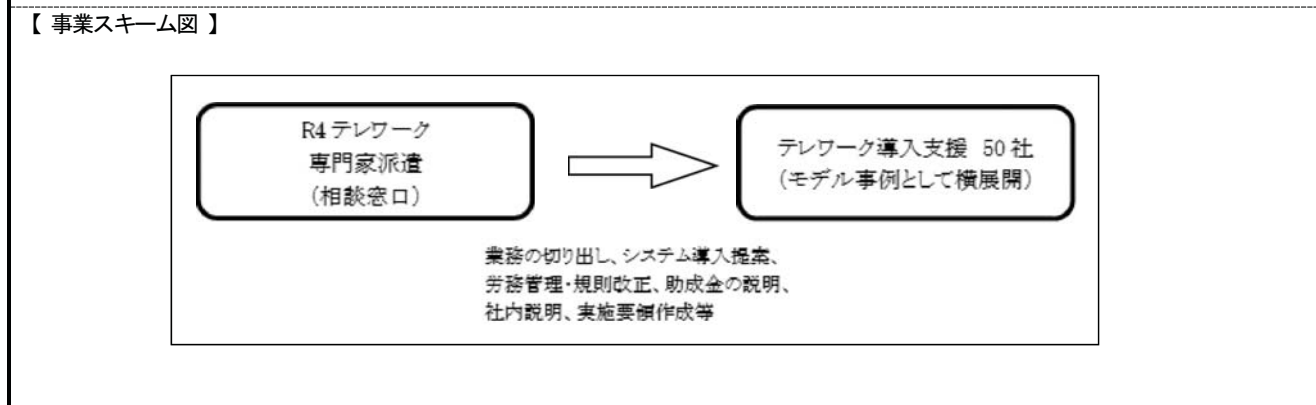 【 事業スキーム図 】
R4 テレワーク
専門家派遣
（相談窓口）
テレワーク導入支援 50 社
（モデル事例として横展開）
業務の切り出し、システム導入提案、
労務管理・規則改正、助成金の説明、
社内説明、実施要領作成等